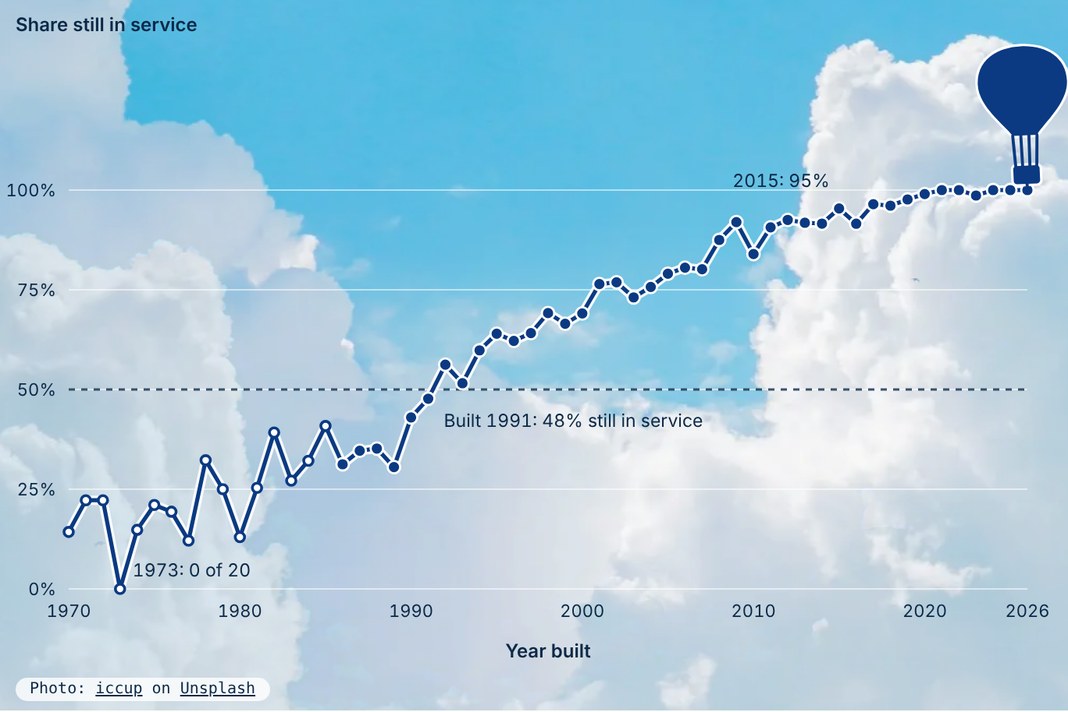 Share still in service
100%
2015: 95%
75%
50%
Built 1991: 48% still in service
25%
1973: 0 of 20
0%
1970 1980 1990 2000 2010 2020 2026
Year built
Photo: iccup on Unsplash